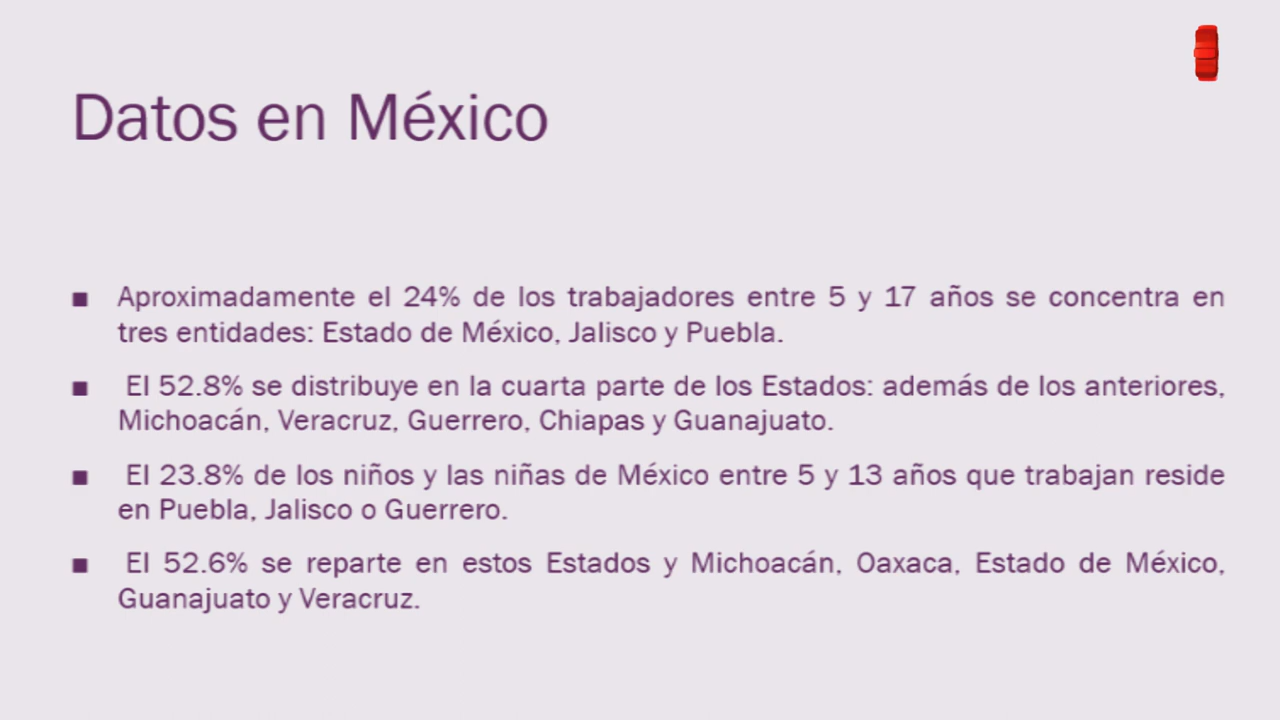 Datos en México
▪ Aproximadamente el 24% de los trabajadores entre 5 y 17 años se concentra en
tres entidades: Estado de México, Jalisco y Puebla.
▪ El 52.8% se distribuye en la cuarta parte de los Estados: además de los anteriores,
Michoacán, Veracruz, Guerrero, Chiapas y Guanajuato.
▪ El 23.8% de los niños y las niñas de México entre 5 y 13 años que trabajan reside
en Puebla, Jalisco o Guerrero.
▪ El 52.6% se reparte en estos Estados y Michoacán, Oaxaca, Estado de México,
Guanajuato y Veracruz.